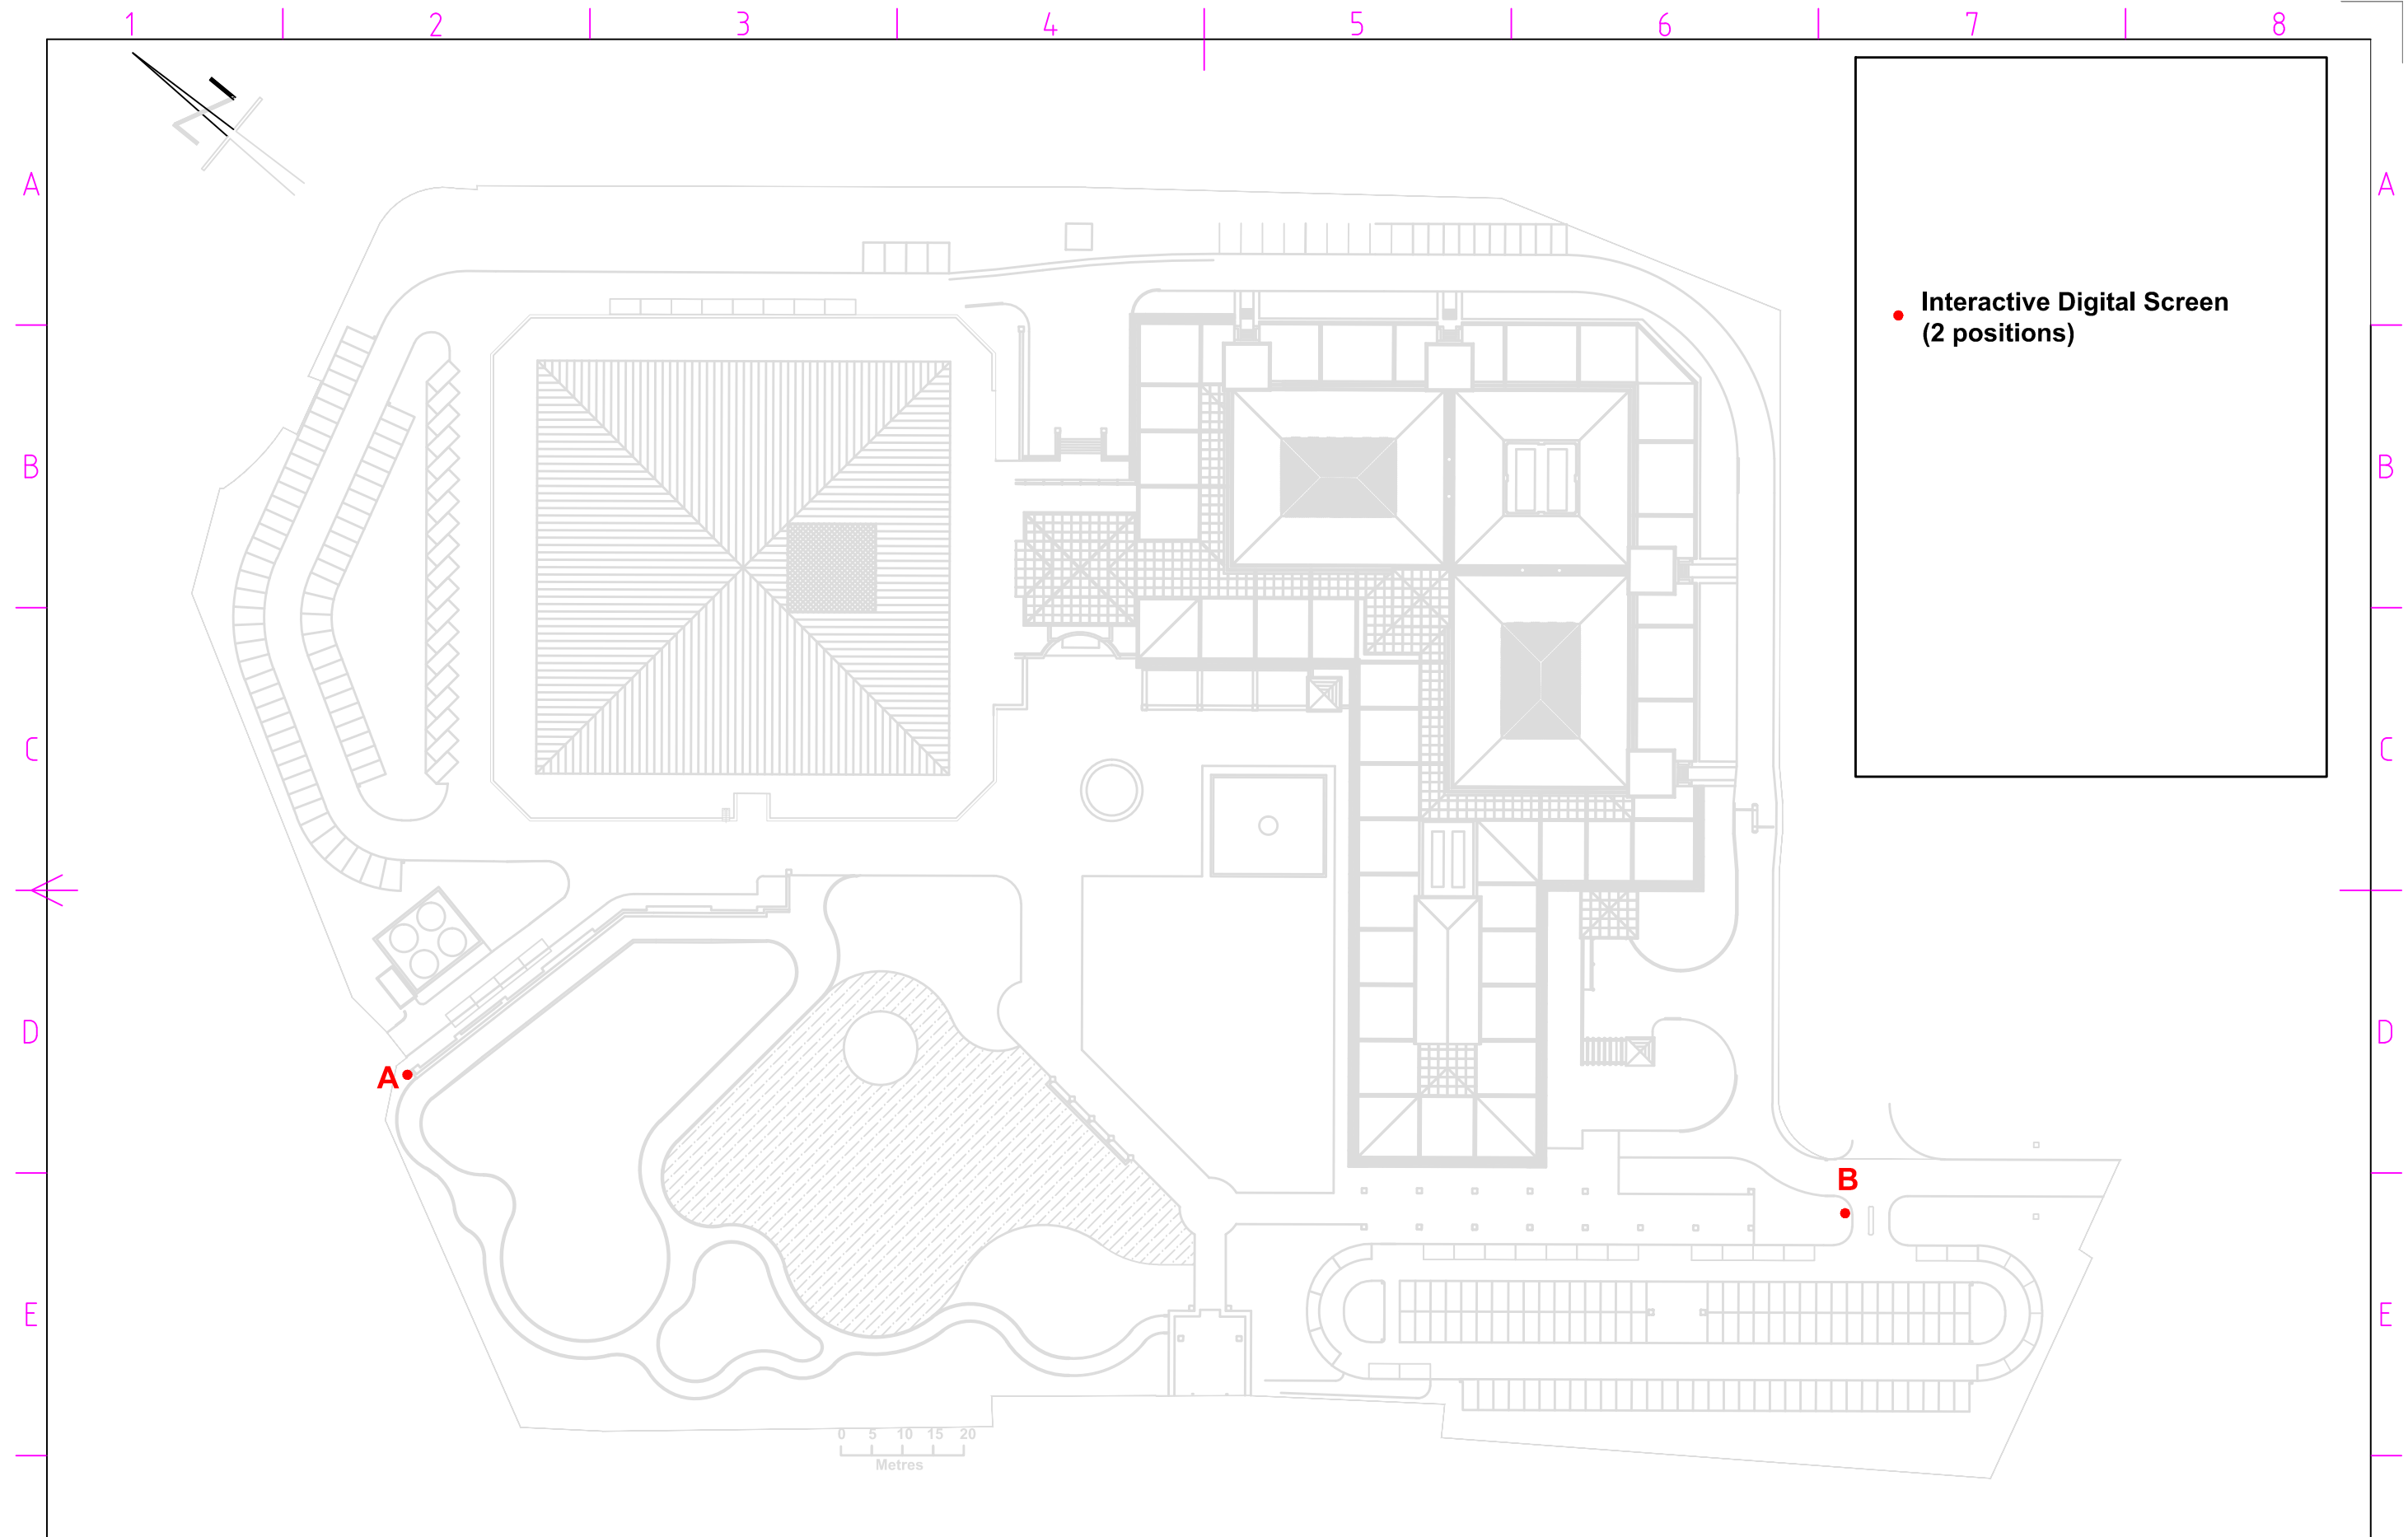 1 2 3 4 5 6 7 8
N
A A
Interactive Digital Screen
(2 positions)
B B
C C
D D
A
B
E E
0 5 10 15 20
Metres